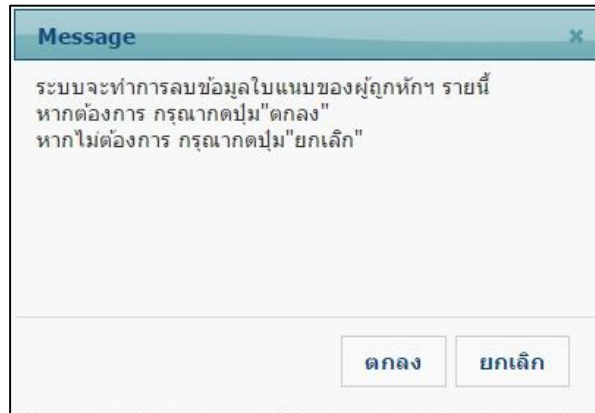 Message
ระบบจะทำการลบข้อมูลใบแนบของผู้ถูกหักฯ รายนี้
หากต้องการ กรุณากดปุ่ม"ตกลง"
หากไม่ต้องการ กรุณากดปุ่ม"ยกเลิก"
ตกลง ยกเลิก